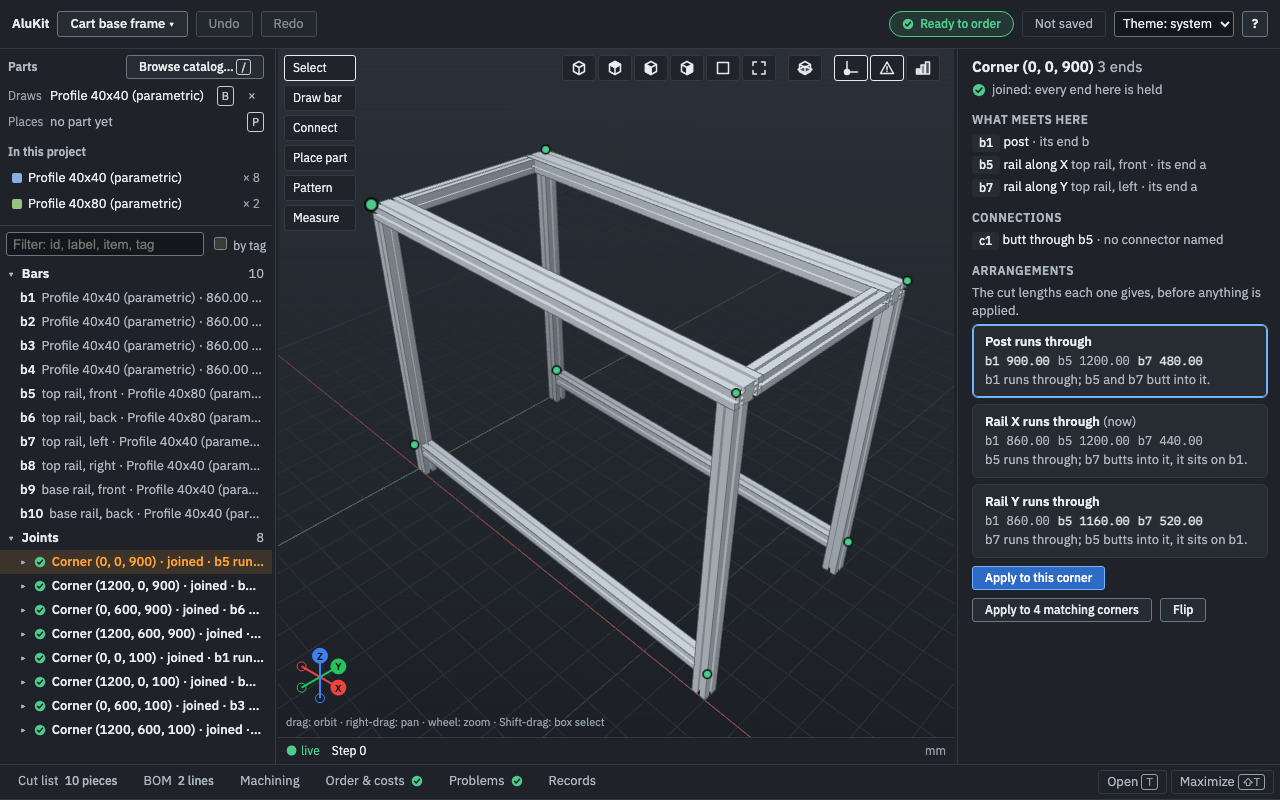 AluKit Cart base frame ▾ Undo Redo Ready to order Not saved Theme: system ?
Parts Browse catalog... /
Draws Profile 40x40 (parametric) B ×
Places no part yet P
In this project
Profile 40x40 (parametric) × 8
Profile 40x80 (parametric) × 2
Filter: id, label, item, tag by tag
▾ Bars 10
b1 Profile 40x40 (parametric) · 860.00 ...
b2 Profile 40x40 (parametric) · 860.00 ...
b3 Profile 40x40 (parametric) · 860.00 ...
b4 Profile 40x40 (parametric) · 860.00 ...
b5 top rail, front · Profile 40x80 (param...
b6 top rail, back · Profile 40x80 (param...
b7 top rail, left · Profile 40x40 (parame...
b8 top rail, right · Profile 40x40 (param...
b9 base rail, front · Profile 40x40 (para...
b10 base rail, back · Profile 40x40 (par...
▾ Joints 8
▸ Corner (0, 0, 900) · joined · b5 run...
▸ Corner (1200, 0, 900) · joined · b...
▸ Corner (0, 600, 900) · joined · b6 ...
▸ Corner (1200, 600, 900) · joined ·...
▸ Corner (0, 0, 100) · joined · b1 run...
▸ Corner (1200, 0, 100) · joined · b...
▸ Corner (0, 600, 100) · joined · b3 ...
▸ Corner (1200, 600, 100) · joined ·...
Select
Draw bar
Connect
Place part
Pattern
Measure
Z
Y
X
drag: orbit · right-drag: pan · wheel: zoom · Shift-drag: box select
live Step 0 mm
Corner (0, 0, 900) 3 ends
joined: every end here is held
WHAT MEETS HERE
b1 post · its end b
b5 rail along X top rail, front · its end a
b7 rail along Y top rail, left · its end a
CONNECTIONS
c1 butt through b5 · no connector named
ARRANGEMENTS
The cut lengths each one gives, before anything is
applied.
Post runs through
b1 900.00 b5 1200.00 b7 480.00
b1 runs through; b5 and b7 butt into it.
Rail X runs through (now)
b1 860.00 b5 1200.00 b7 440.00
b5 runs through; b7 butts into it, it sits on b1.
Rail Y runs through
b1 860.00 b5 1160.00 b7 520.00
b7 runs through; b5 butts into it, it sits on b1.
Apply to this corner
Apply to 4 matching corners Flip
Cut list 10 pieces BOM 2 lines Machining Order & costs Problems Records Open T Maximize ⇧T